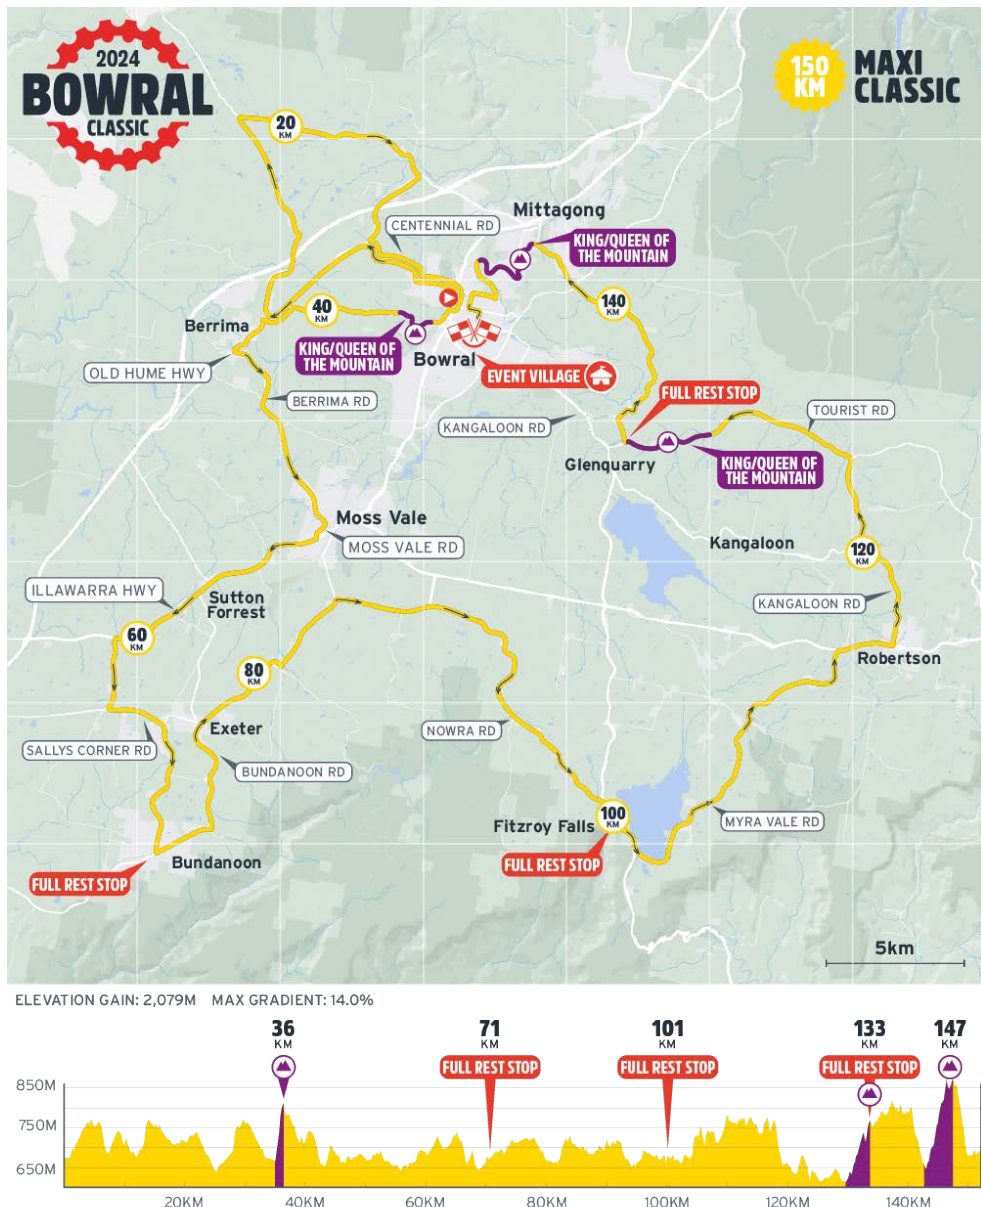 2024
BOWRAL
CLASSIC
150
KM
MAXI
CLASSIC
20
KM
Mittagong
CENTENNIAL RD
KING/QUEEN OF
THE MOUNTAIN
140
KM
40
KM
Berrima
KING/QUEEN OF
THE MOUNTAIN
Bowral
OLD HUME HWY
EVENT VILLAGE
BERRIMA RD
FULL REST STOP
TOURIST RD
KANGALOON RD
Glenquarry
KING/QUEEN OF
THE MOUNTAIN
Moss Vale
MOSS VALE RD
Kangaloon
120
KM
ILLAWARRA HWY
Sutton
Forrest
KANGALOON RD
60
KM
Robertson
80
KM
Exeter
NOWRA RD
SALLYS CORNER RD
BUNDANOON RD
100
KM
Fitzroy Falls
MYRA VALE RD
Bundanoon
FULL REST STOP
FULL REST STOP
5km
ELEVATION GAIN: 2,079M MAX GRADIENT: 14.0%
36
KM
71
KM
101
KM
133
KM
147
KM
FULL REST STOP
FULL REST STOP
FULL REST STOP
850M
750M
650M
20KM
40KM
60KM
80KM
100KM
120KM
140KM